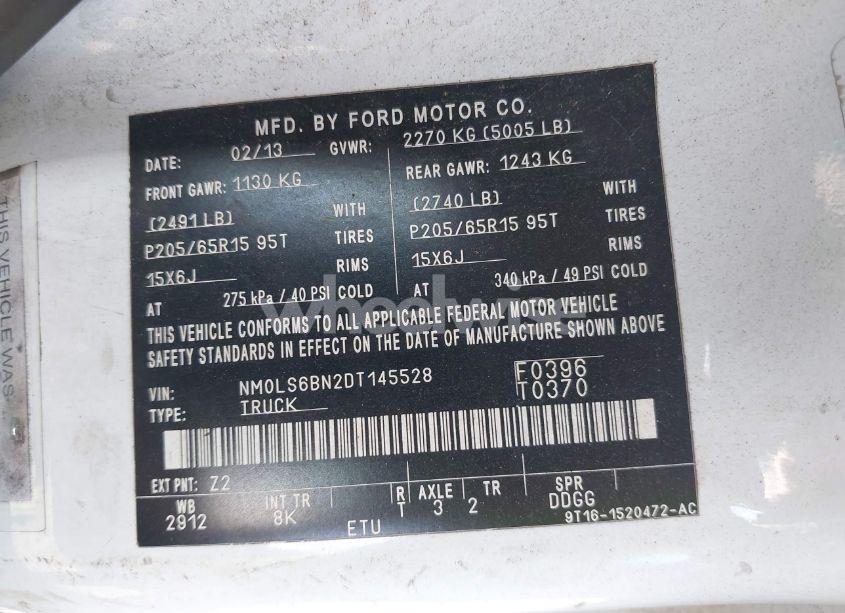 MFD. BY FORD MOTOR CO.
DATE: 02/13 GVWR: 2270 KG (5005 LB)
FRONT GAWR: 1130 KG REAR GAWR: 1243 KG
(2491 LB) WITH (2740 LB) WITH
P205/65R15 95T TIRES P205/65R15 95T TIRES
15X6J RIMS 15X6J RIMS
AT 275 kPa / 40 PSI COLD AT 340 kPa / 49 PSI COLD
THIS VEHICLE CONFORMS TO ALL APPLICABLE FEDERAL MOTOR VEHICLE
SAFETY STANDARDS IN EFFECT ON THE DATE OF MANUFACTURE SHOWN ABOVE
VIN: NM0LS6BN2DT145528 F0396
TYPE: TRUCK T0370
EXT PNT: Z2
WB INT TR RT AXLE TR SPR
2912 8K 3 2 DDGG
ETU 9T16-1520472-AC
THIS VEHICLE WAS
wheelwise